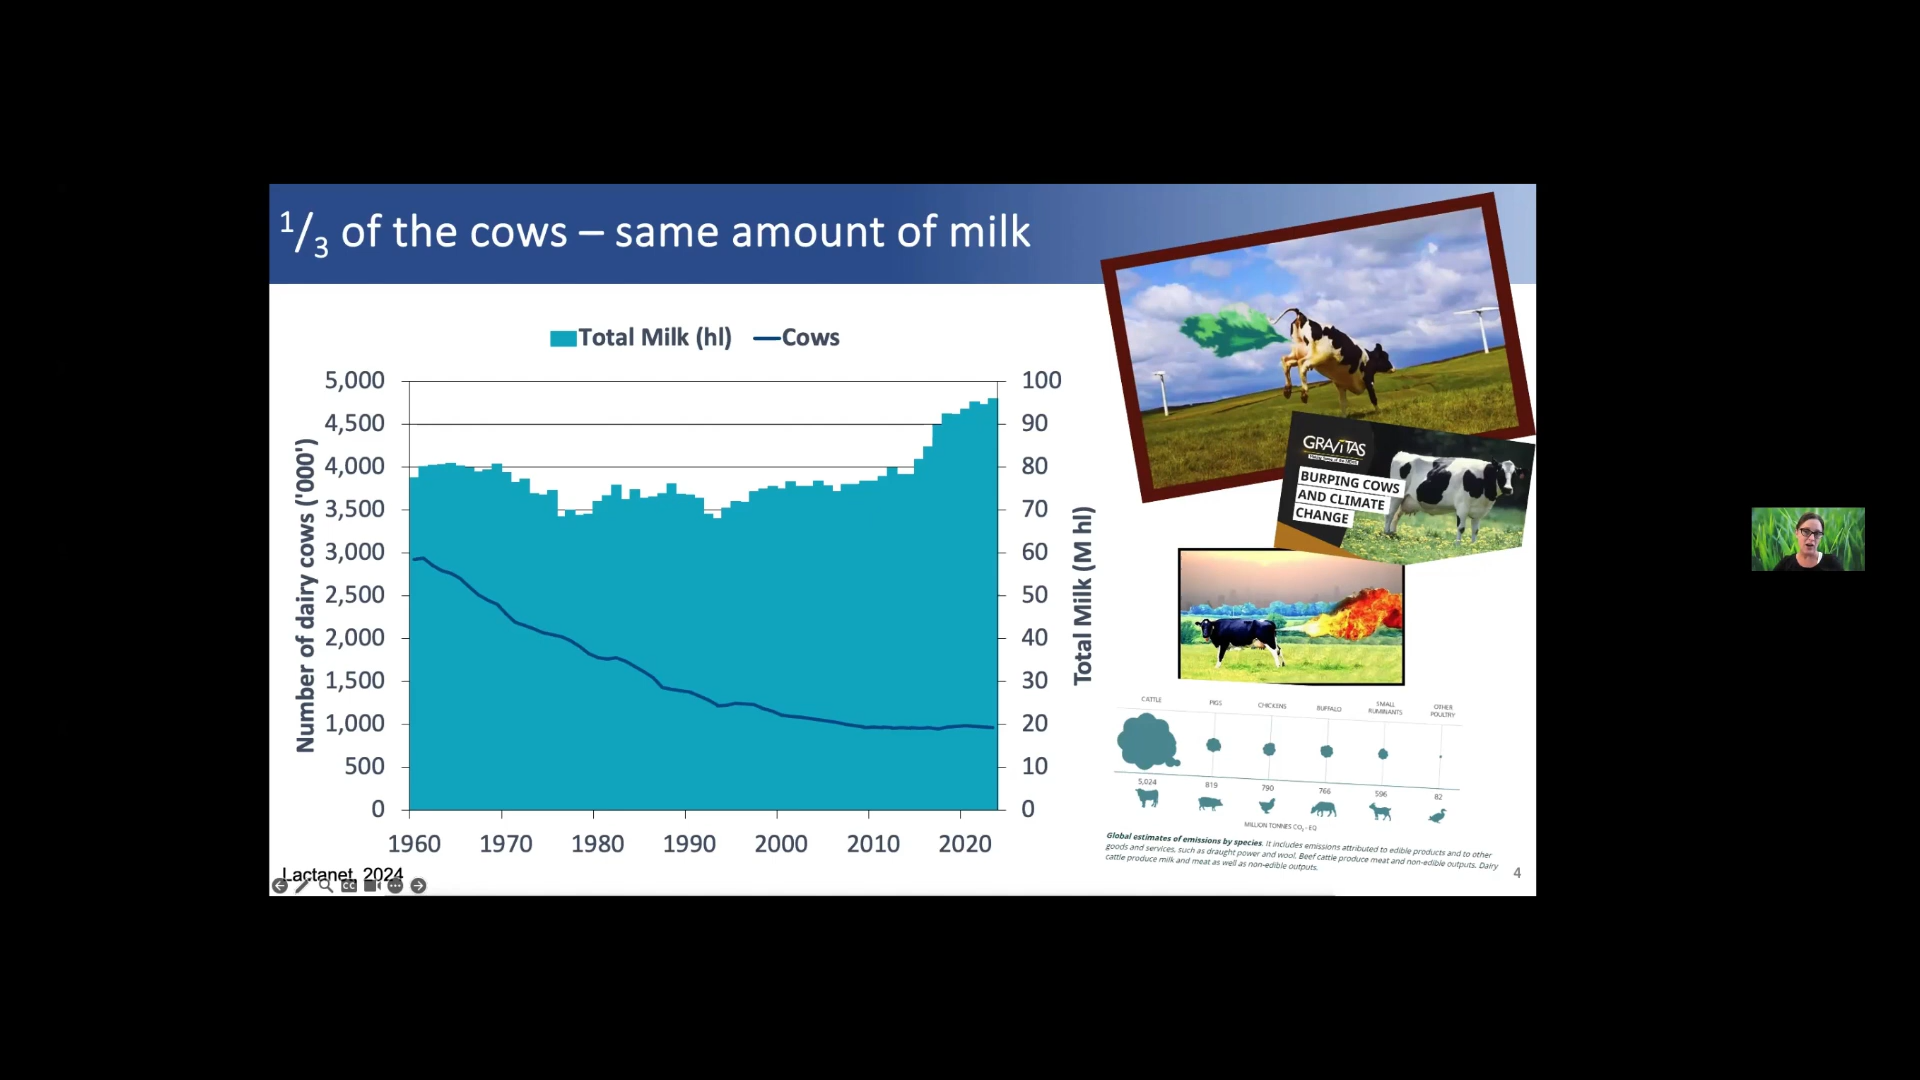 1/3 of the cows – same amount of milk
Total Milk (hl) Cows
5,000
4,500
4,000
3,500
3,000
2,500
2,000
1,500
1,000
500
0
Number of dairy cows ('000')
100
90
80
70
60
50
40
30
20
10
0
Total Milk (M hl)
1960 1970 1980 1990 2000 2010 2020
Lactanet, 2024
GRAVITAS
BURPING COWS
AND CLIMATE
CHANGE
CATTLE PIGS CHICKENS BUFFALO SMALL RUMINANTS OTHER POULTRY
5,024 819 790 766 596 82
MILLION TONNES CO2 - EQ
Global estimates of emissions by species. It includes emissions attributed to edible products and to other
goods and services, such as draught power and wool. Beef cattle produce meat and non-edible outputs. Dairy
cattle produce milk and meat as well as non-edible outputs.
4
CC